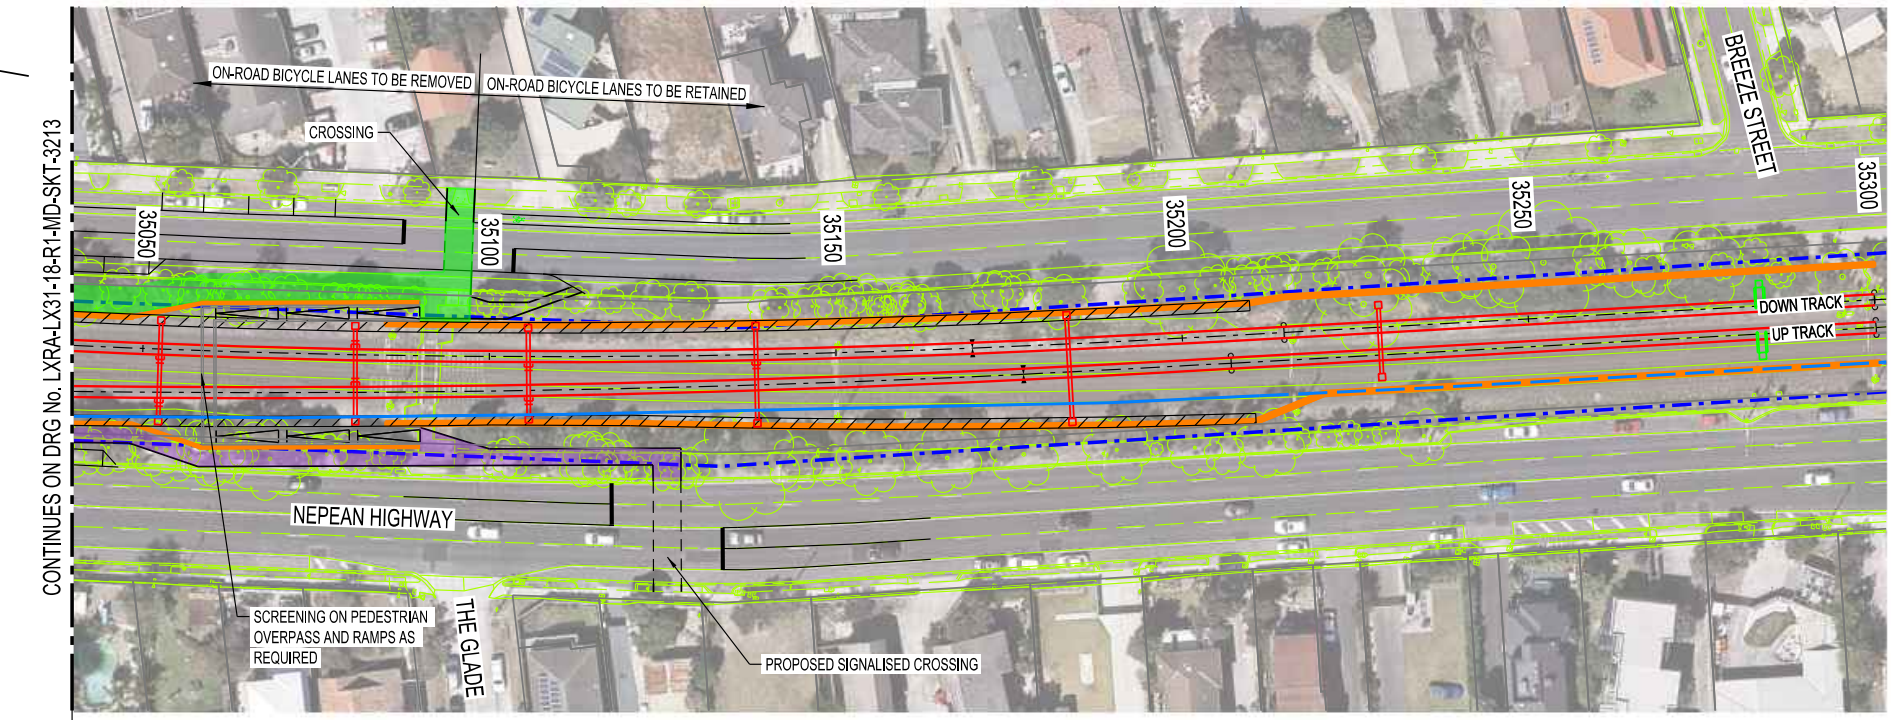 CONTINUES ON DRG No. LXRA-LX31-18-R1-MD-SKT-3213
ON-ROAD BICYCLE LANES TO BE REMOVED
ON-ROAD BICYCLE LANES TO BE RETAINED
CROSSING
BREEZE STREET
35050
35100
35150
35200
35250
35300
DOWN TRACK
UP TRACK
NEPEAN HIGHWAY
THE GLADE
SCREENING ON PEDESTRIAN
OVERPASS AND RAMPS AS
REQUIRED
PROPOSED SIGNALISED CROSSING